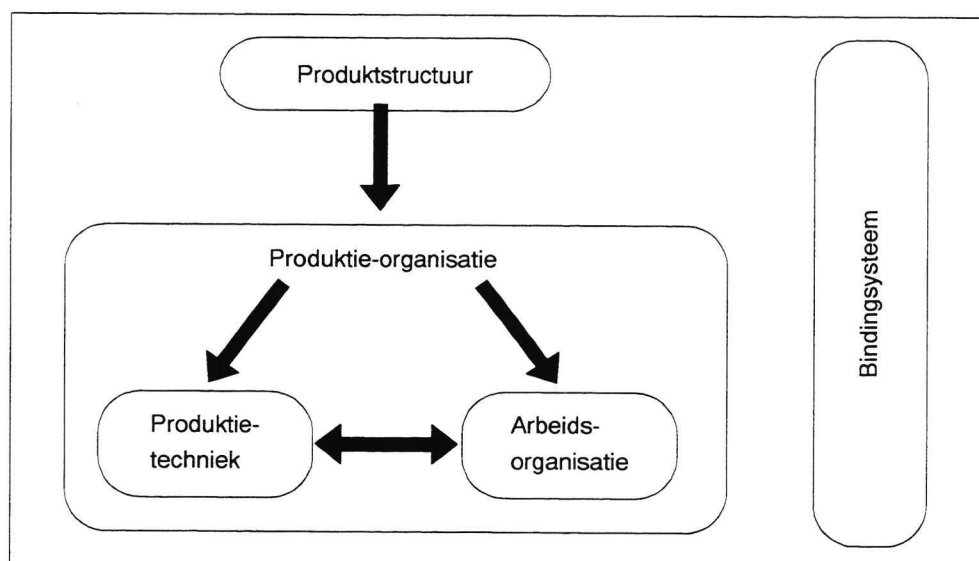 Produktstructuur
Produktie-organisatie
Produktie-
techniek
Arbeids-
organisatie
Bindingsysteem